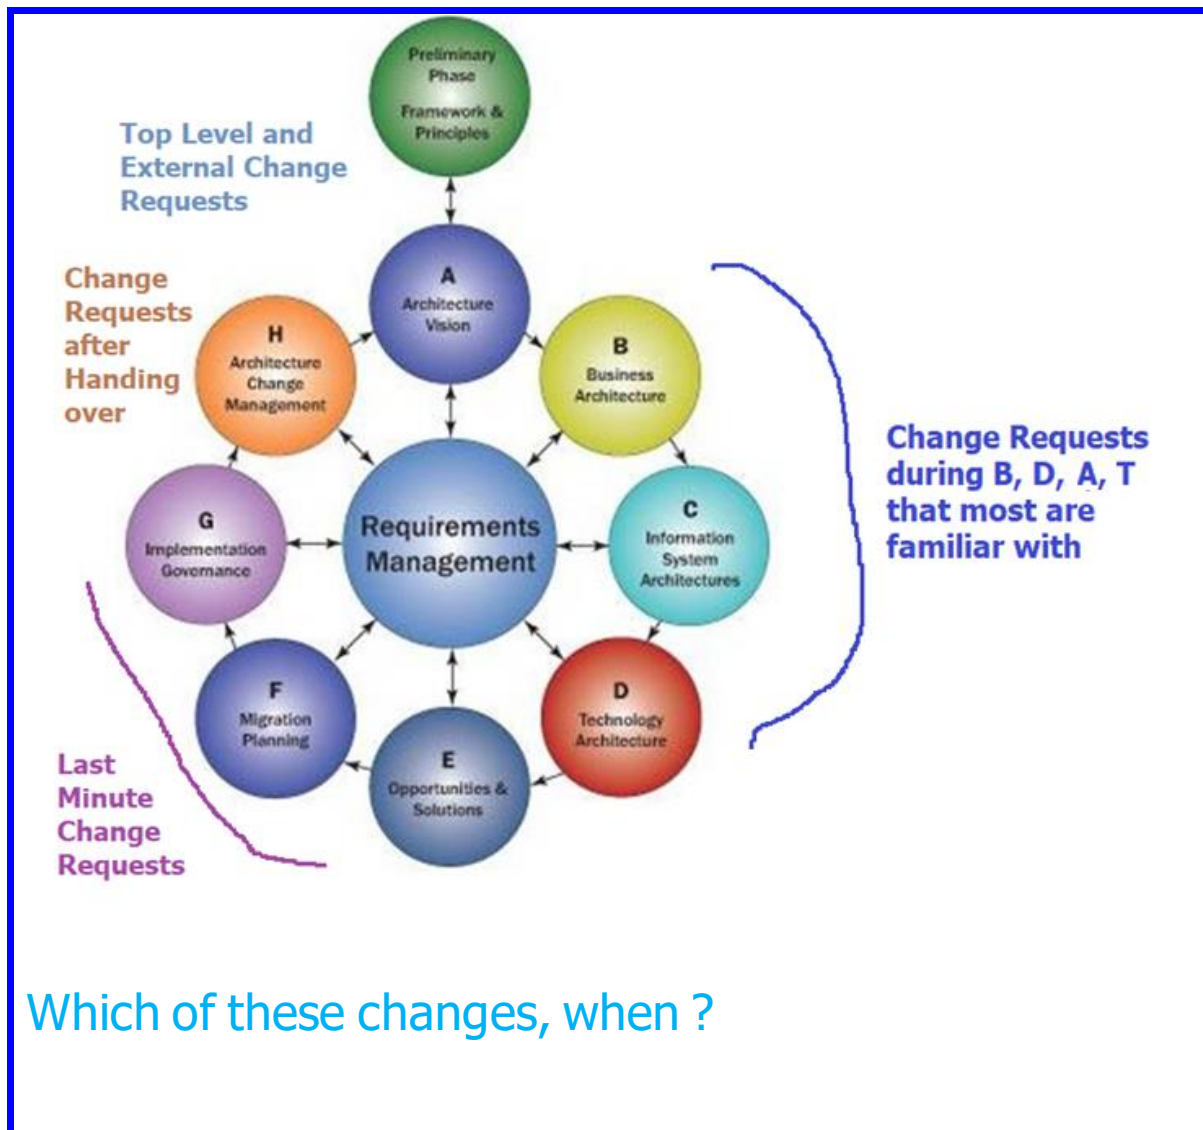 Preliminary
Phase
Framework &
Principles
Top Level and
External Change
Requests
A
Architecture
Vision
Change
Requests
after
Handing
over
H
Architecture
Change
Management
B
Business
Architecture
Change Requests
during B, D, A, T
that most are
familiar with
Requirements
Management
G
Implementation
Governance
C
Information
System
Architectures
F
Migration
Planning
D
Technology
Architecture
E
Opportunities &
Solutions
Last
Minute
Change
Requests
Which of these changes, when ?